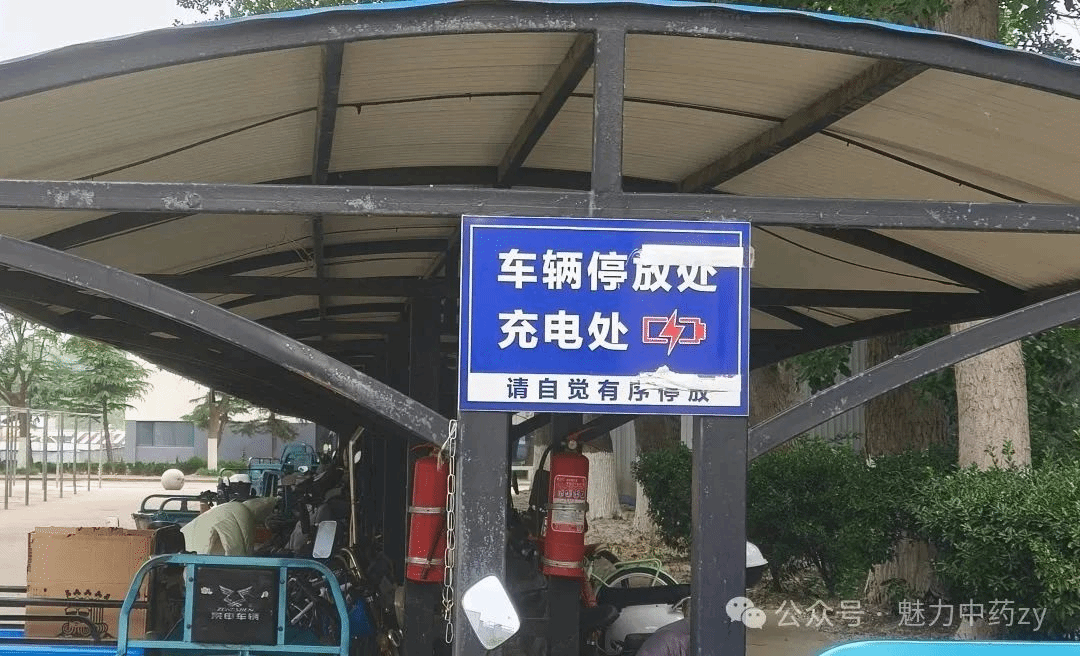 车辆停放处
充电处
请自觉有序停放
公众号 魅力中药zy